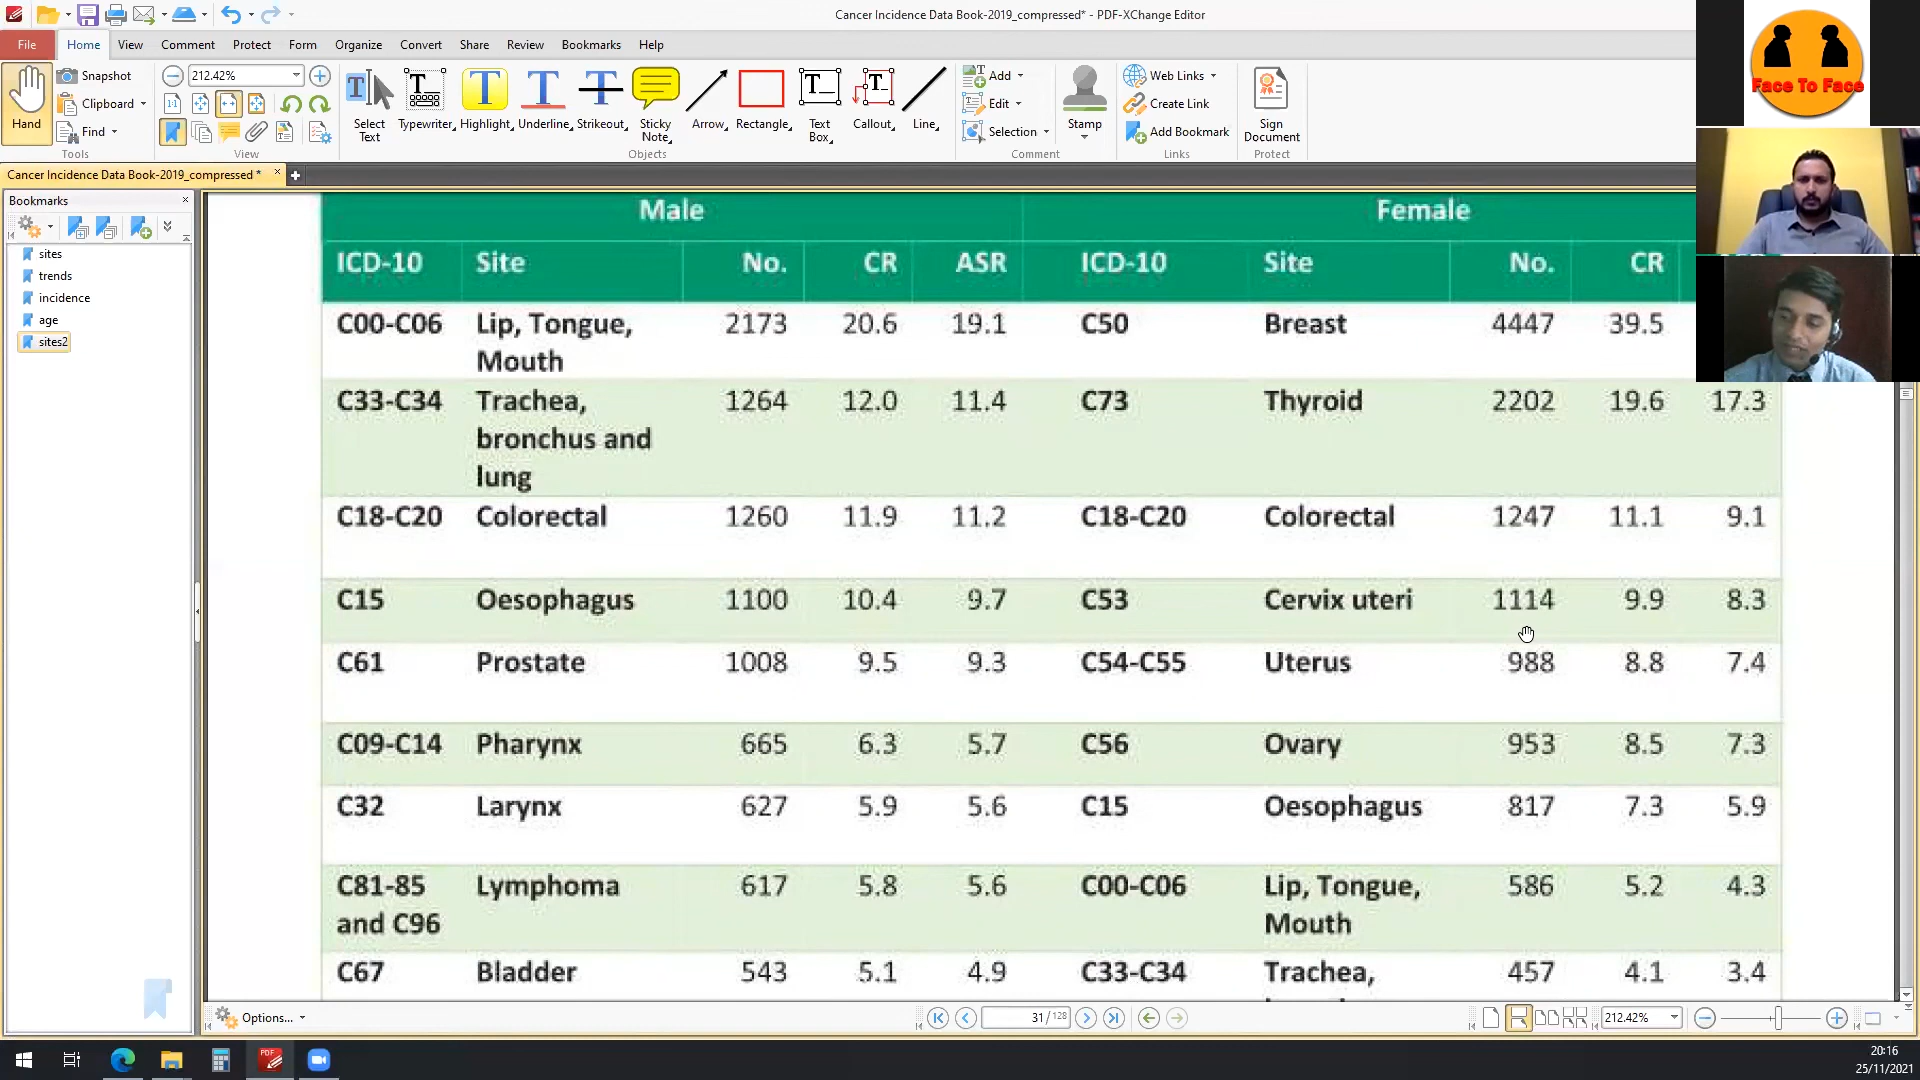 Cancer Incidence Data Book-2019_compressed* - PDF-XChange Editor
File Home View Comment Protect Form Organize Convert Share Review Bookmarks Help
Hand
Snapshot
Clipboard
Find
Tools
212.42%
View
Select Text
Typewriter
Highlight
Underline
Strikeout
Sticky Note
Arrow
Rectangle
Text Box
Callout
Line
Objects
Add
Edit
Selection
Stamp
Comment
Web Links
Create Link
Add Bookmark
Links
Sign Document
Protect
Face To Face
Cancer Incidence Data Book-2019_compressed *
Bookmarks
sites
trends
incidence
age
sites2
Male Female
ICD-10 Site No. CR ASR ICD-10 Site No. CR
C00-C06 Lip, Tongue, Mouth 2173 20.6 19.1 C50 Breast 4447 39.5
C33-C34 Trachea, bronchus and lung 1264 12.0 11.4 C73 Thyroid 2202 19.6 17.3
C18-C20 Colorectal 1260 11.9 11.2 C18-C20 Colorectal 1247 11.1 9.1
C15 Oesophagus 1100 10.4 9.7 C53 Cervix uteri 1114 9.9 8.3
C61 Prostate 1008 9.5 9.3 C54-C55 Uterus 988 8.8 7.4
C09-C14 Pharynx 665 6.3 5.7 C56 Ovary 953 8.5 7.3
C32 Larynx 627 5.9 5.6 C15 Oesophagus 817 7.3 5.9
C81-85 and C96 Lymphoma 617 5.8 5.6 C00-C06 Lip, Tongue, Mouth 586 5.2 4.3
C67 Bladder 543 5.1 4.9 C33-C34 Trachea, 457 4.1 3.4
Options...
31 / 128
212.42%
20:16
25/11/2021